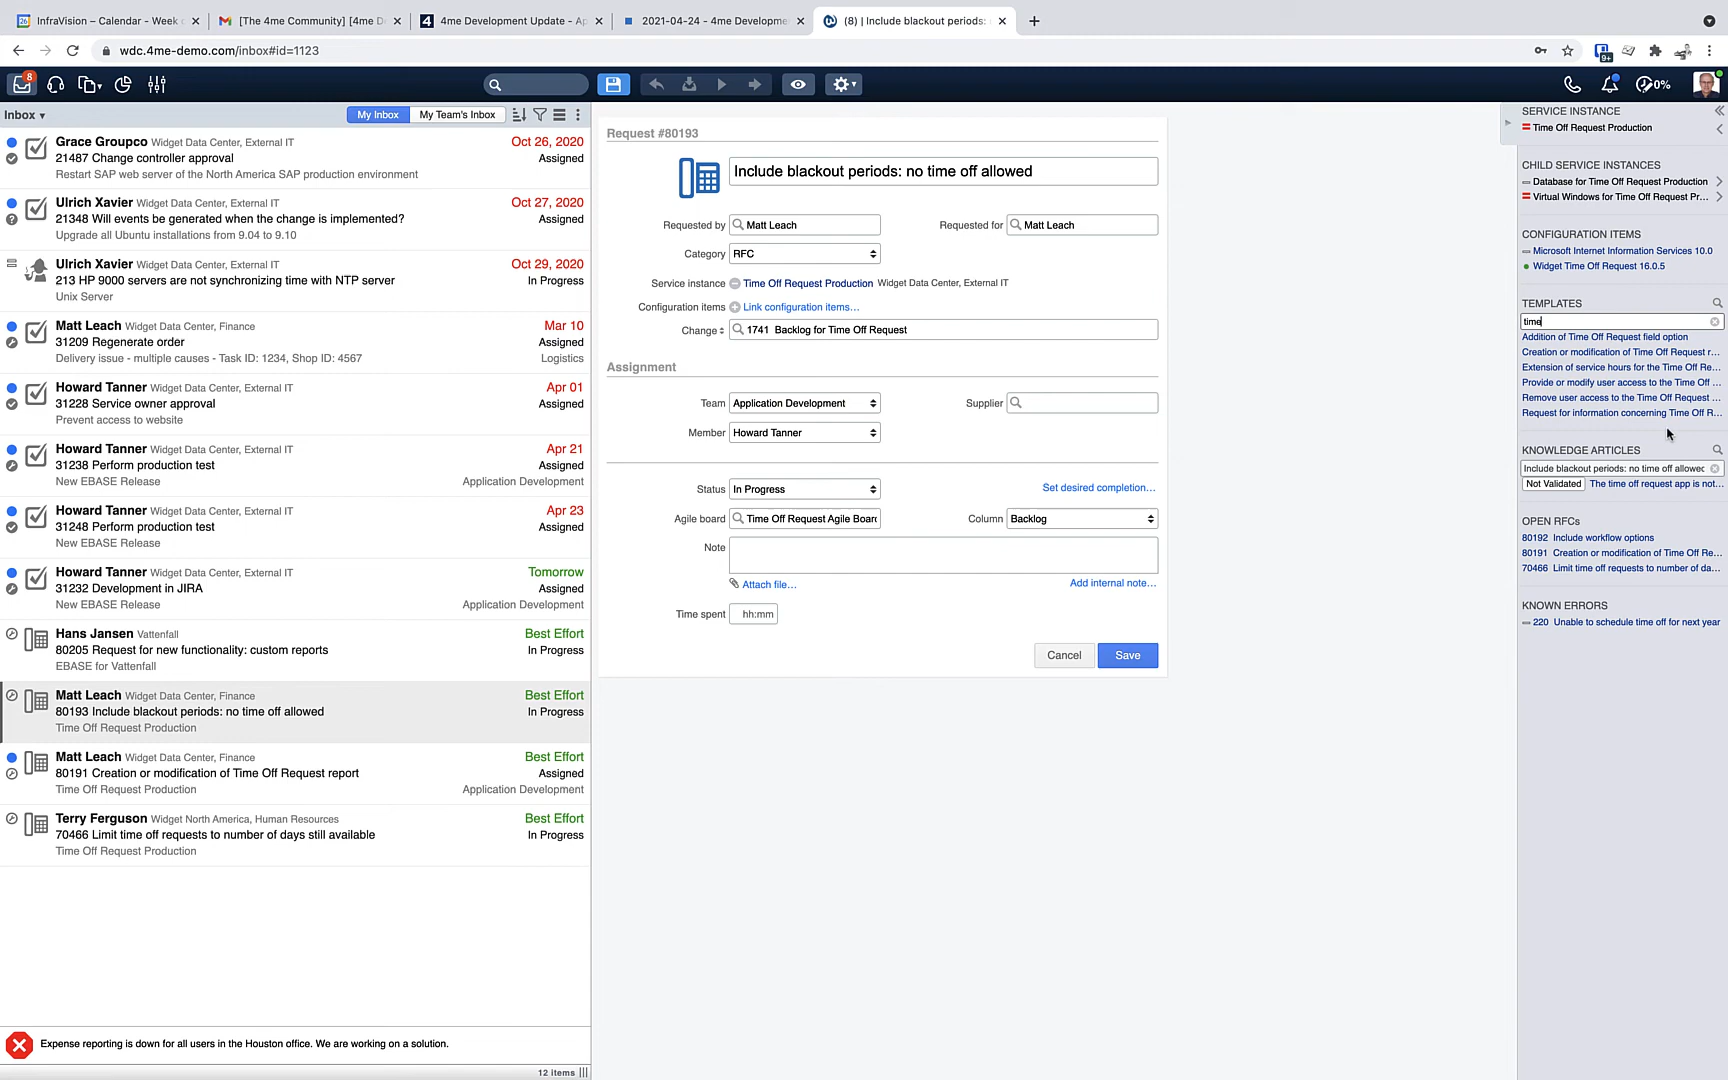 InfraVision - Calendar - Week
[The 4me Community] [4me D
4me Development Update - Ap
2021-04-24 - 4me Developme
(8) | Include blackout periods:
wdc.4me-demo.com/inbox#id=1123
9+
8
0%
Inbox
My Inbox
My Team's Inbox
Grace Groupco Widget Data Center, External IT Oct 26, 2020
21487 Change controller approval Assigned
Restart SAP web server of the North America SAP production environment
Ulrich Xavier Widget Data Center, External IT Oct 27, 2020
21348 Will events be generated when the change is implemented? Assigned
Upgrade all Ubuntu installations from 9.04 to 9.10
Ulrich Xavier Widget Data Center, External IT Oct 29, 2020
213 HP 9000 servers are not synchronizing time with NTP server In Progress
Unix Server
Matt Leach Widget Data Center, Finance Mar 10
31209 Regenerate order Assigned
Delivery issue - multiple causes - Task ID: 1234, Shop ID: 4567 Logistics
Howard Tanner Widget Data Center, External IT Apr 01
31228 Service owner approval Assigned
Prevent access to website
Howard Tanner Widget Data Center, External IT Apr 21
31238 Perform production test Assigned
New EBASE Release Application Development
Howard Tanner Widget Data Center, External IT Apr 23
31248 Perform production test Assigned
New EBASE Release
Howard Tanner Widget Data Center, External IT Tomorrow
31232 Development in JIRA Assigned
New EBASE Release Application Development
Hans Jansen Vattenfall Best Effort
80205 Request for new functionality: custom reports In Progress
EBASE for Vattenfall
Matt Leach Widget Data Center, Finance Best Effort
80193 Include blackout periods: no time off allowed In Progress
Time Off Request Production
Matt Leach Widget Data Center, Finance Best Effort
80191 Creation or modification of Time Off Request report Assigned
Time Off Request Production Application Development
Terry Ferguson Widget North America, Human Resources Best Effort
70466 Limit time off requests to number of days still available In Progress
Time Off Request Production
Expense reporting is down for all users in the Houston office. We are working on a solution.
12 items
Request #80193
Include blackout periods: no time off allowed
Requested by Matt Leach Requested for Matt Leach
Category RFC
Service instance Time Off Request Production Widget Data Center, External IT
Configuration items Link configuration items...
Change 1741 Backlog for Time Off Request
Assignment
Team Application Development Supplier
Member Howard Tanner
Status In Progress Set desired completion...
Agile board Time Off Request Agile Board Column Backlog
Note
Attach file... Add internal note...
Time spent hh:mm
Cancel Save
SERVICE INSTANCE
Time Off Request Production
CHILD SERVICE INSTANCES
Database for Time Off Request Production
Virtual Windows for Time Off Request Pr...
CONFIGURATION ITEMS
Microsoft Internet Information Services 10.0
Widget Time Off Request 16.0.5
TEMPLATES
time
Addition of Time Off Request field option
Creation or modification of Time Off Request r...
Extension of service hours for the Time Off Re...
Provide or modify user access to the Time Off ...
Remove user access to the Time Off Request ...
Request for information concerning Time Off R...
KNOWLEDGE ARTICLES
Include blackout periods: no time off allowed
Not Validated The time off request app is not...
OPEN RFCs
80192 Include workflow options
80191 Creation or modification of Time Off Re...
70466 Limit time off requests to number of da...
KNOWN ERRORS
220 Unable to schedule time off for next year